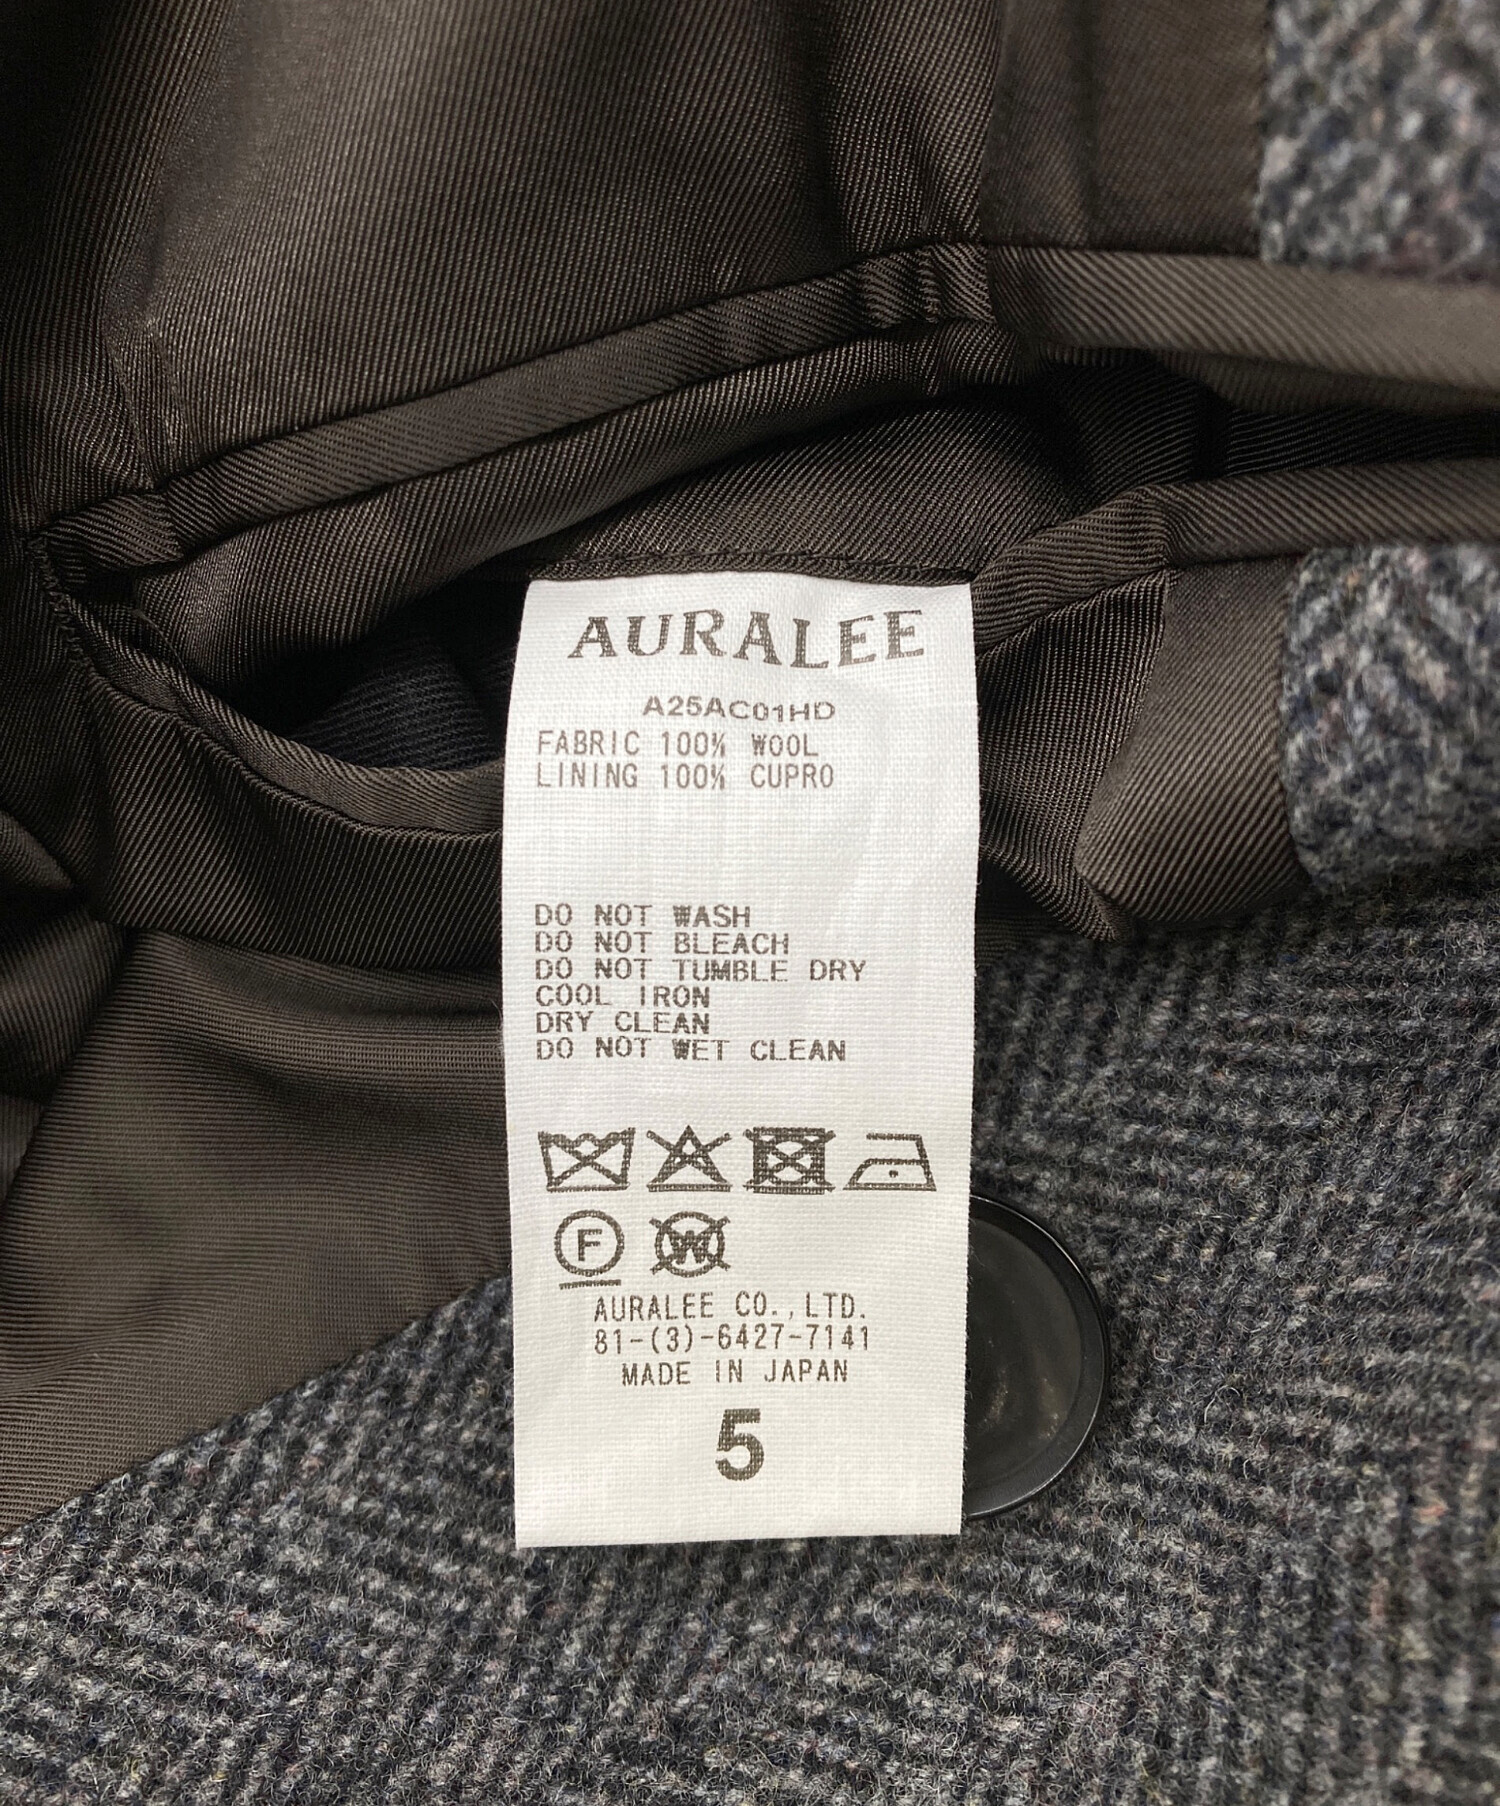 AURALEE
A25AC01HD
FABRIC 100% WOOL
LINING 100% CUPRO
DO NOT WASH
DO NOT BLEACH
DO NOT TUMBLE DRY
COOL IRON
DRY CLEAN
DO NOT WET CLEAN
F W
AURALEE CO.,LTD.
81-(3)-6427-7141
MADE IN JAPAN
5